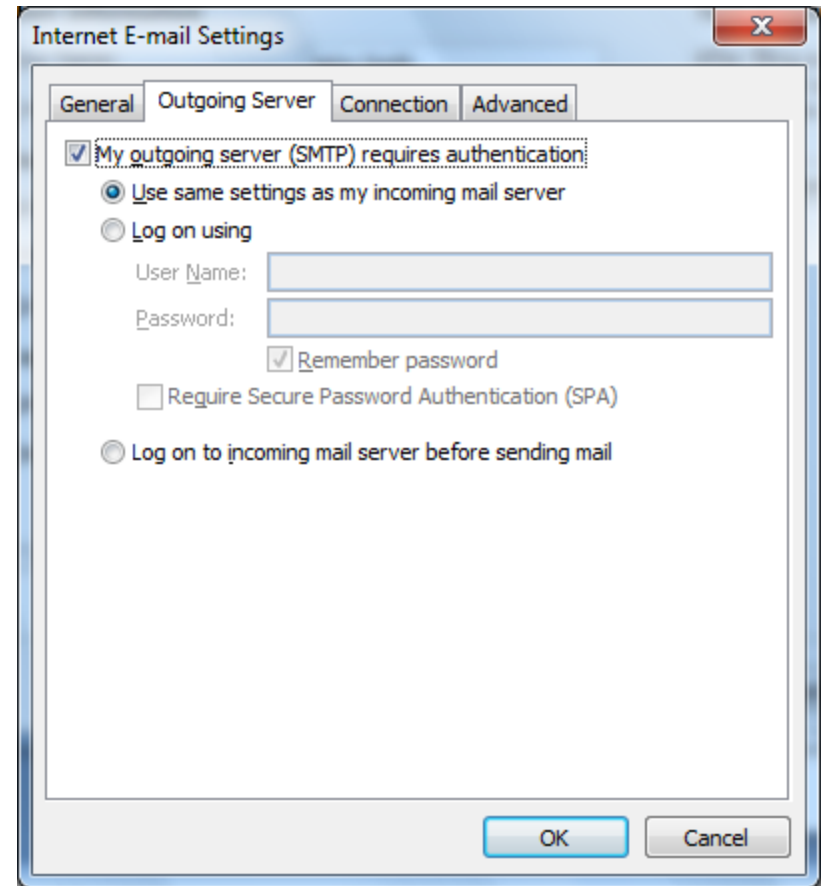 Internet E-mail Settings
General Outgoing Server Connection Advanced
My outgoing server (SMTP) requires authentication
Use same settings as my incoming mail server
Log on using
User Name:
Password:
Remember password
Require Secure Password Authentication (SPA)
Log on to incoming mail server before sending mail
OK Cancel